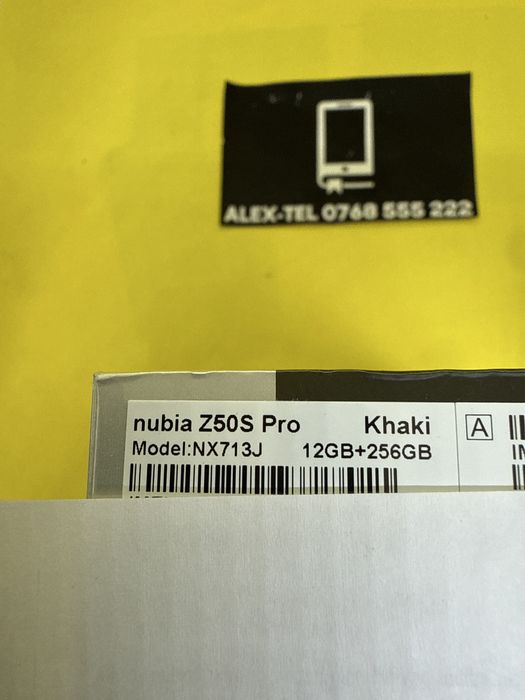 ALEX-TEL 0768 555 222
nubia Z50S Pro Khaki
Model:NX713J 12GB+256GB
A